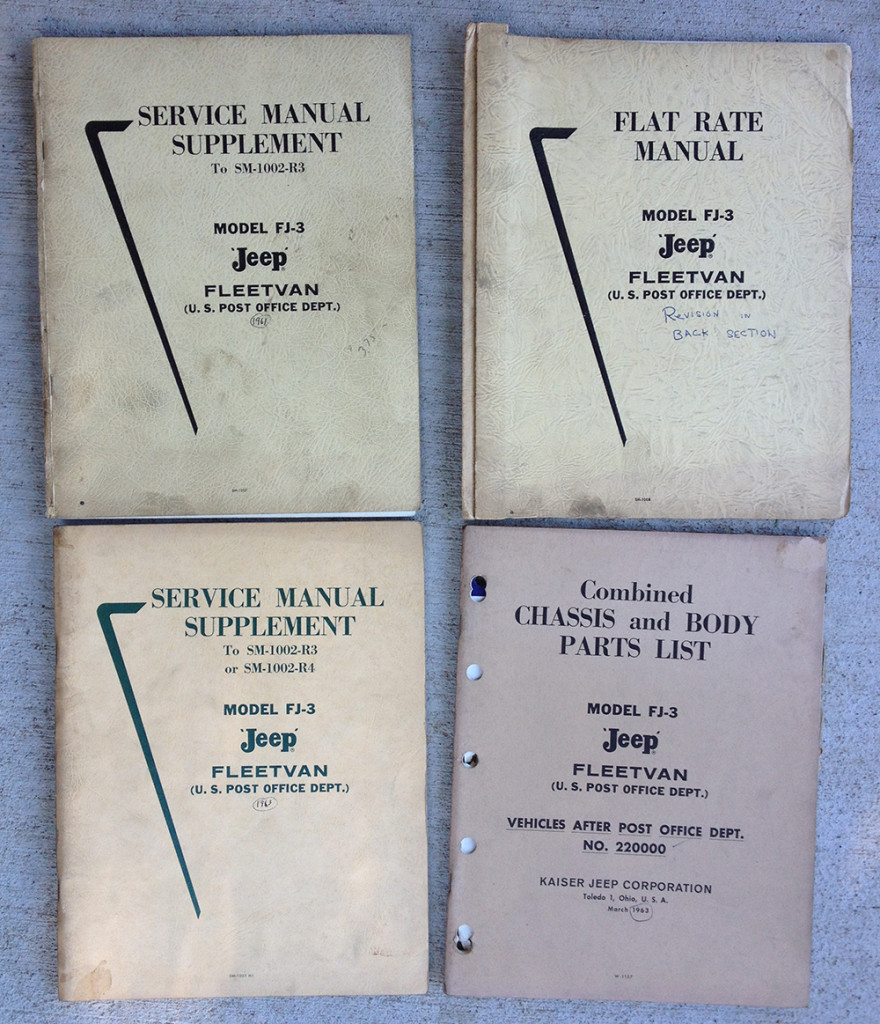 SERVICE MANUAL
SUPPLEMENT
To SM-1002-R3
MODEL FJ-3
'Jeep'
FLEETVAN
(U. S. POST OFFICE DEPT.)
1961
3.75
FLAT RATE
MANUAL
MODEL FJ-3
'Jeep'
FLEETVAN
(U. S. POST OFFICE DEPT.)
REVISION IN
BACK SECTION
SERVICE MANUAL
SUPPLEMENT
To SM-1002-R3
or SM-1002-R4
MODEL FJ-3
'Jeep'
FLEETVAN
(U. S. POST OFFICE DEPT.)
Combined
CHASSIS and BODY
PARTS LIST
MODEL FJ-3
'Jeep'
FLEETVAN
(U. S. POST OFFICE DEPT.)
VEHICLES AFTER POST OFFICE DEPT.
NO. 220000
KAISER JEEP CORPORATION
Toledo 1, Ohio, U. S. A.
March 1963